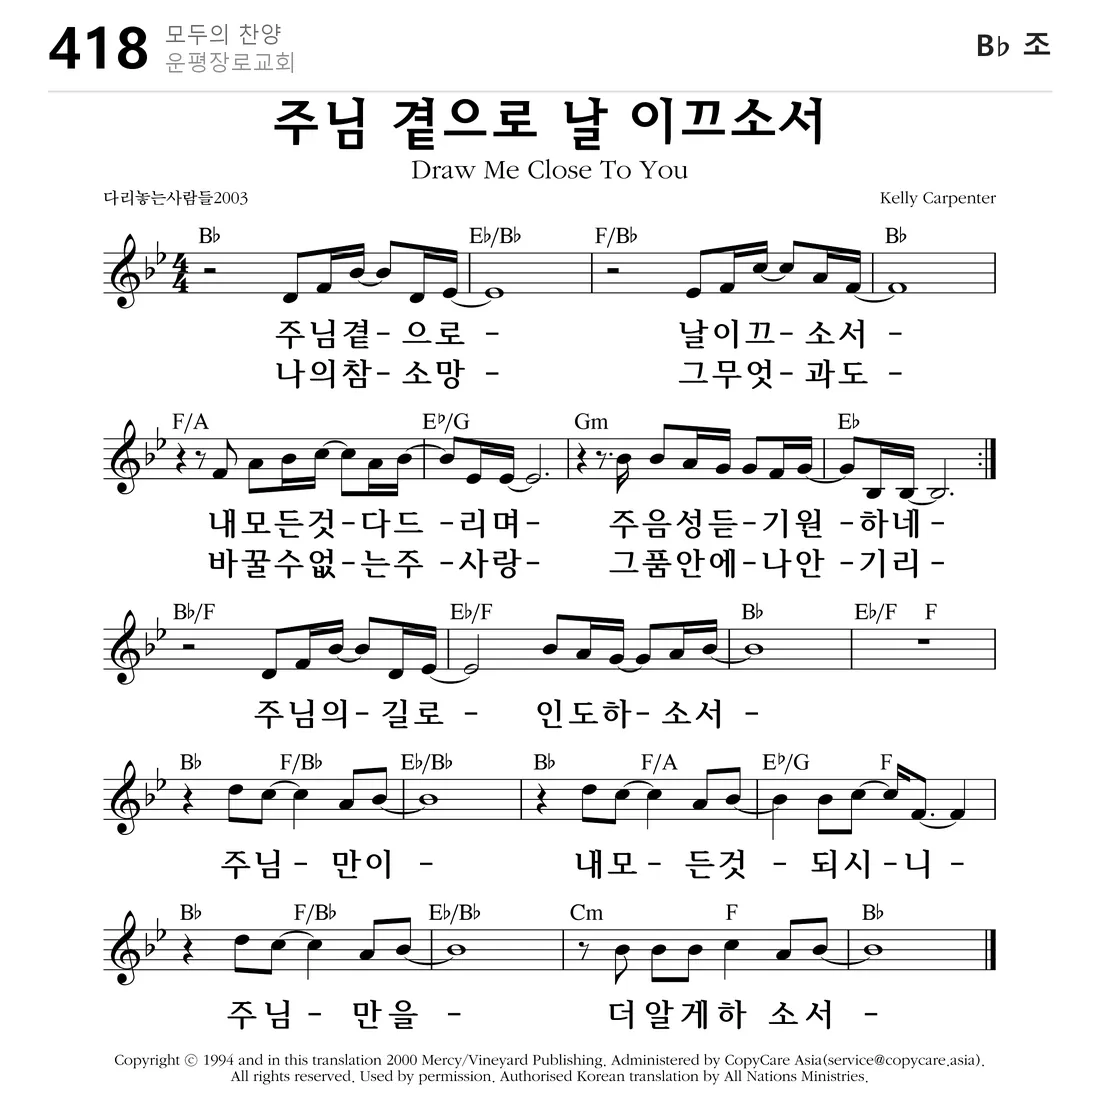 418 모두의 찬양
운평장로교회
B♭ 조
주님 곁으로 날 이끄소서
Draw Me Close To You
다리놓는사람들2003 Kelly Carpenter
B♭ E♭/B♭ F/B♭ B♭
4
4
주님곁- 으로 - 날이끄- 소서 -
나의참- 소망 - 그무엇- 과도 -
F/A E♭/G Gm E♭
내모든것-다드 -리며- 주음성듣-기원 -하네-
바꿀수없-는주 -사랑- 그품안에-나안 -기리-
B♭/F E♭/F B♭ E♭/F F
주님의-길로 - 인도하- 소서 -
B♭ F/B♭ E♭/B♭ B♭ F/A E♭/G F
주님- 만이 - 내모- 든것 - 되시-니-
B♭ F/B♭ E♭/B♭ Cm F B♭
주님- 만을 - 더알게하 소서 -
Copyright ⓒ 1994 and in this translation 2000 Mercy/Vineyard Publishing. Administered by CopyCare Asia(service@copycare.asia).
All rights reserved. Used by permission. Authorised Korean translation by All Nations Ministries.